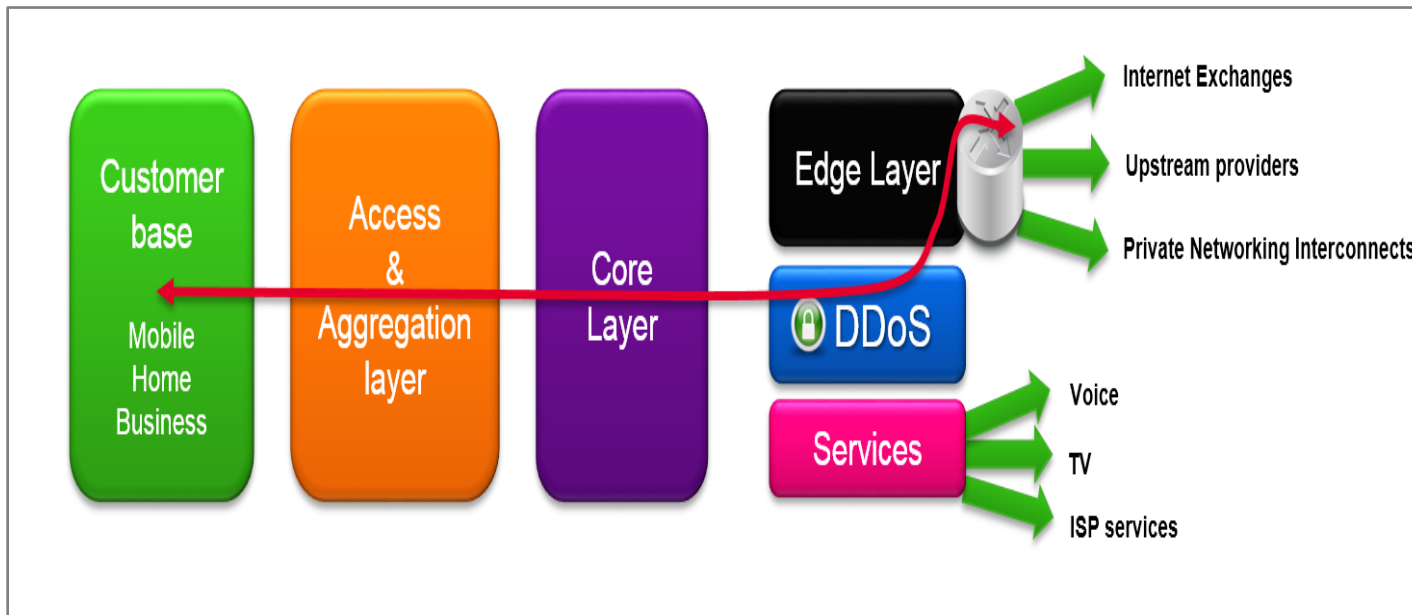 Customer
base
Mobile
Home
Business
Access
&
Aggregation
layer
Core
Layer
Edge Layer
DDoS
Services
Internet Exchanges
Upstream providers
Private Networking Interconnects
Voice
TV
ISP services